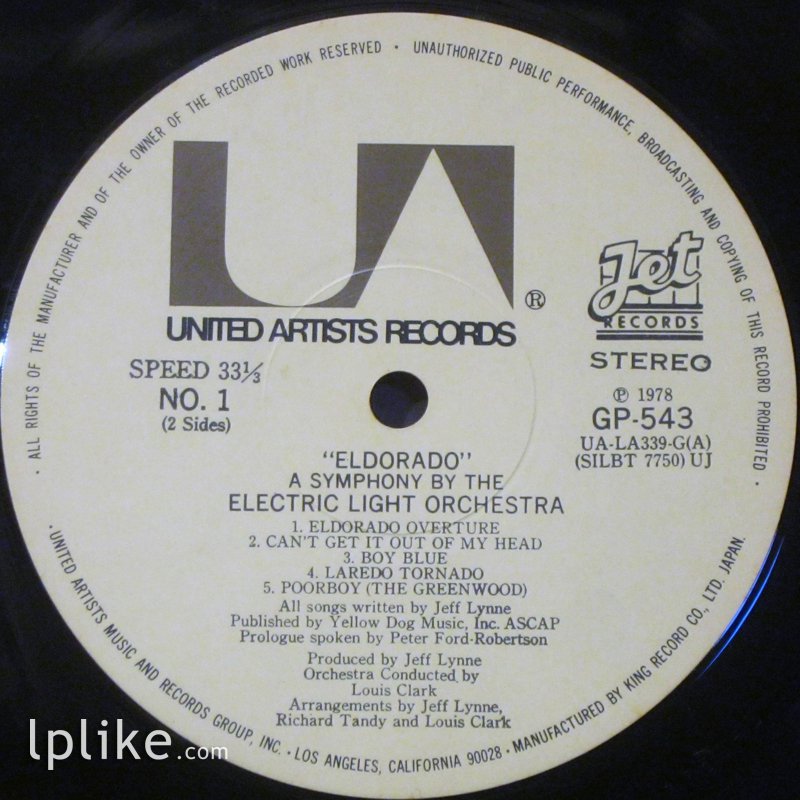 · ALL RIGHTS OF THE MANUFACTURER AND OF THE OWNER OF THE RECORDED WORK RESERVED · UNAUTHORIZED PUBLIC PERFORMANCE, BROADCASTING AND COPYING OF THIS RECORD PROHIBITED ·
UA ®
UNITED ARTISTS RECORDS
Jet
RECORDS
STEREO
SPEED 33⅓
NO. 1
(2 Sides)
℗ 1978
GP-543
UA-LA339-G(A)
(SILBT 7750) UJ
"ELDORADO"
A SYMPHONY BY THE
ELECTRIC LIGHT ORCHESTRA
1. ELDORADO OVERTURE
2. CAN'T GET IT OUT OF MY HEAD
3. BOY BLUE
4. LAREDO TORNADO
5. POORBOY (THE GREENWOOD)
All songs written by Jeff Lynne
Published by Yellow Dog Music, Inc. ASCAP
Prologue spoken by Peter Ford-Robertson
Produced by Jeff Lynne
Orchestra Conducted by
Louis Clark
Arrangements by Jeff Lynne,
Richard Tandy and Louis Clark
· UNITED ARTISTS MUSIC AND RECORDS GROUP, INC. · LOS ANGELES, CALIFORNIA 90028 · MANUFACTURED BY KING RECORD CO., LTD. JAPAN.
lplike.com